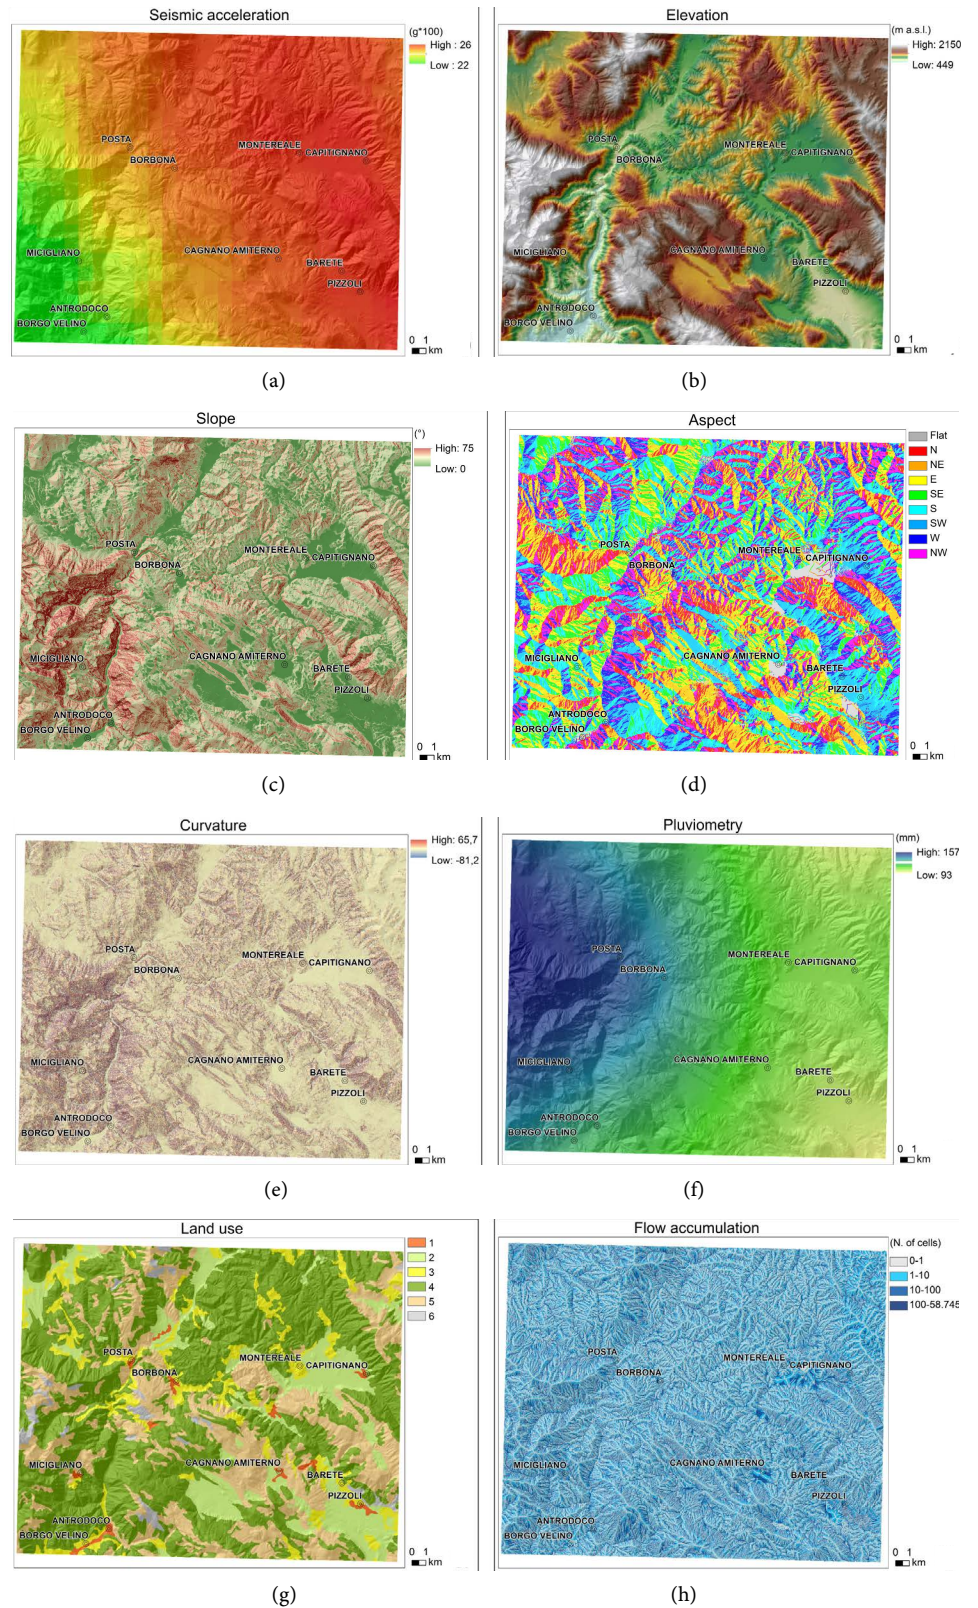 Seismic acceleration
(g*100)
High : 26
Low : 22
POSTA
BORBONA
MONTEREALE
CAPITIGNANO
MICIGLIANO
CAGNANO AMITERNO
BARETE
PIZZOLI
ANTRODOCO
BORGO VELINO
0 1
km
(a)
Elevation
(m a.s.l.)
High: 2150
Low: 449
POSTA
BORBONA
MONTEREALE
CAPITIGNANO
MICIGLIANO
CAGNANO AMITERNO
BARETE
PIZZOLI
ANTRODOCO
BORGO VELINO
0 1
km
(b)
Slope
(°)
High: 75
Low: 0
POSTA
BORBONA
MONTEREALE
CAPITIGNANO
MICIGLIANO
CAGNANO AMITERNO
BARETE
PIZZOLI
ANTRODOCO
BORGO VELINO
0 1
km
(c)
Aspect
Flat
N
NE
E
SE
S
SW
W
NW
POSTA
BORBONA
MONTEREALE
CAPITIGNANO
MICIGLIANO
CAGNANO AMITERNO
BARETE
PIZZOLI
ANTRODOCO
BORGO VELINO
0 1
km
(d)
Curvature
High: 65,7
Low: -81,2
POSTA
BORBONA
MONTEREALE
CAPITIGNANO
MICIGLIANO
CAGNANO AMITERNO
BARETE
PIZZOLI
ANTRODOCO
BORGO VELINO
0 1
km
(e)
Pluviometry
(mm)
High: 157
Low: 93
POSTA
BORBONA
MONTEREALE
CAPITIGNANO
MICIGLIANO
CAGNANO AMITERNO
BARETE
PIZZOLI
ANTRODOCO
BORGO VELINO
0 1
km
(f)
Land use
1
2
3
4
5
6
POSTA
BORBONA
MONTEREALE
CAPITIGNANO
MICIGLIANO
CAGNANO AMITERNO
BARETE
PIZZOLI
ANTRODOCO
BORGO VELINO
0 1
km
(g)
Flow accumulation
(N. of cells)
0-1
1-10
10-100
100-58.745
POSTA
BORBONA
MONTEREALE
CAPITIGNANO
MICIGLIANO
CAGNANO AMITERNO
BARETE
PIZZOLI
ANTRODOCO
BORGO VELINO
0 1
km
(h)